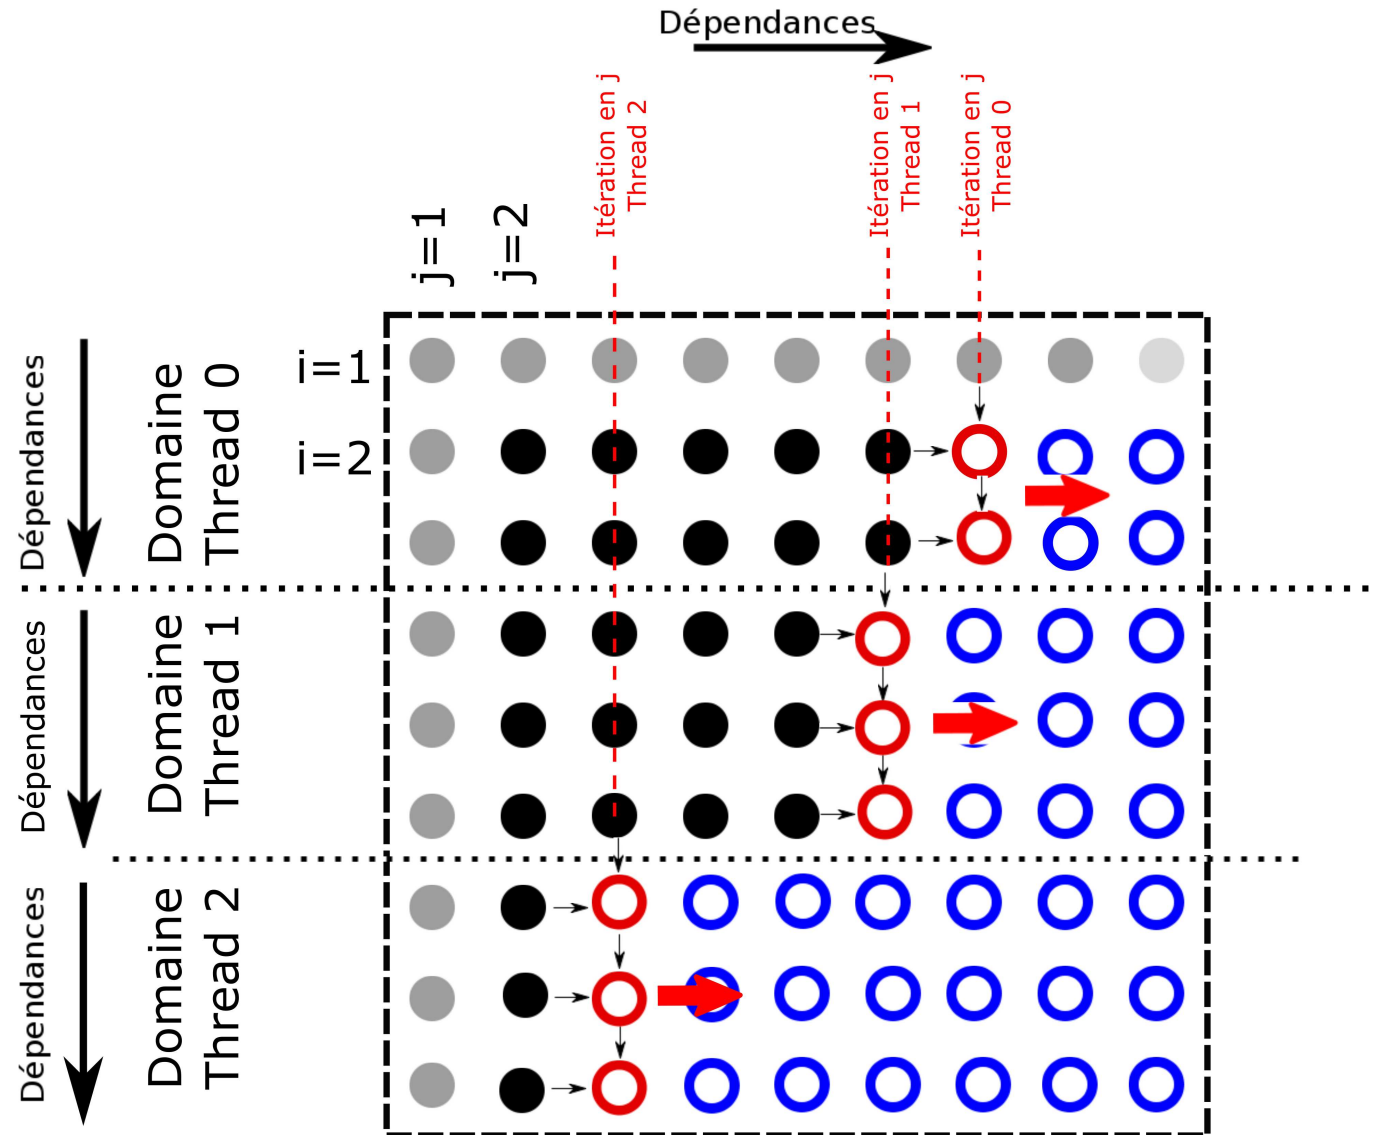 Dépendances
Itération en j
Thread 2
Itération en j
Thread 1
Itération en j
Thread 0
j=1
j=2
Dépendances
Domaine
Thread 0
i=1
i=2
Dépendances
Domaine
Thread 1
Dépendances
Domaine
Thread 2